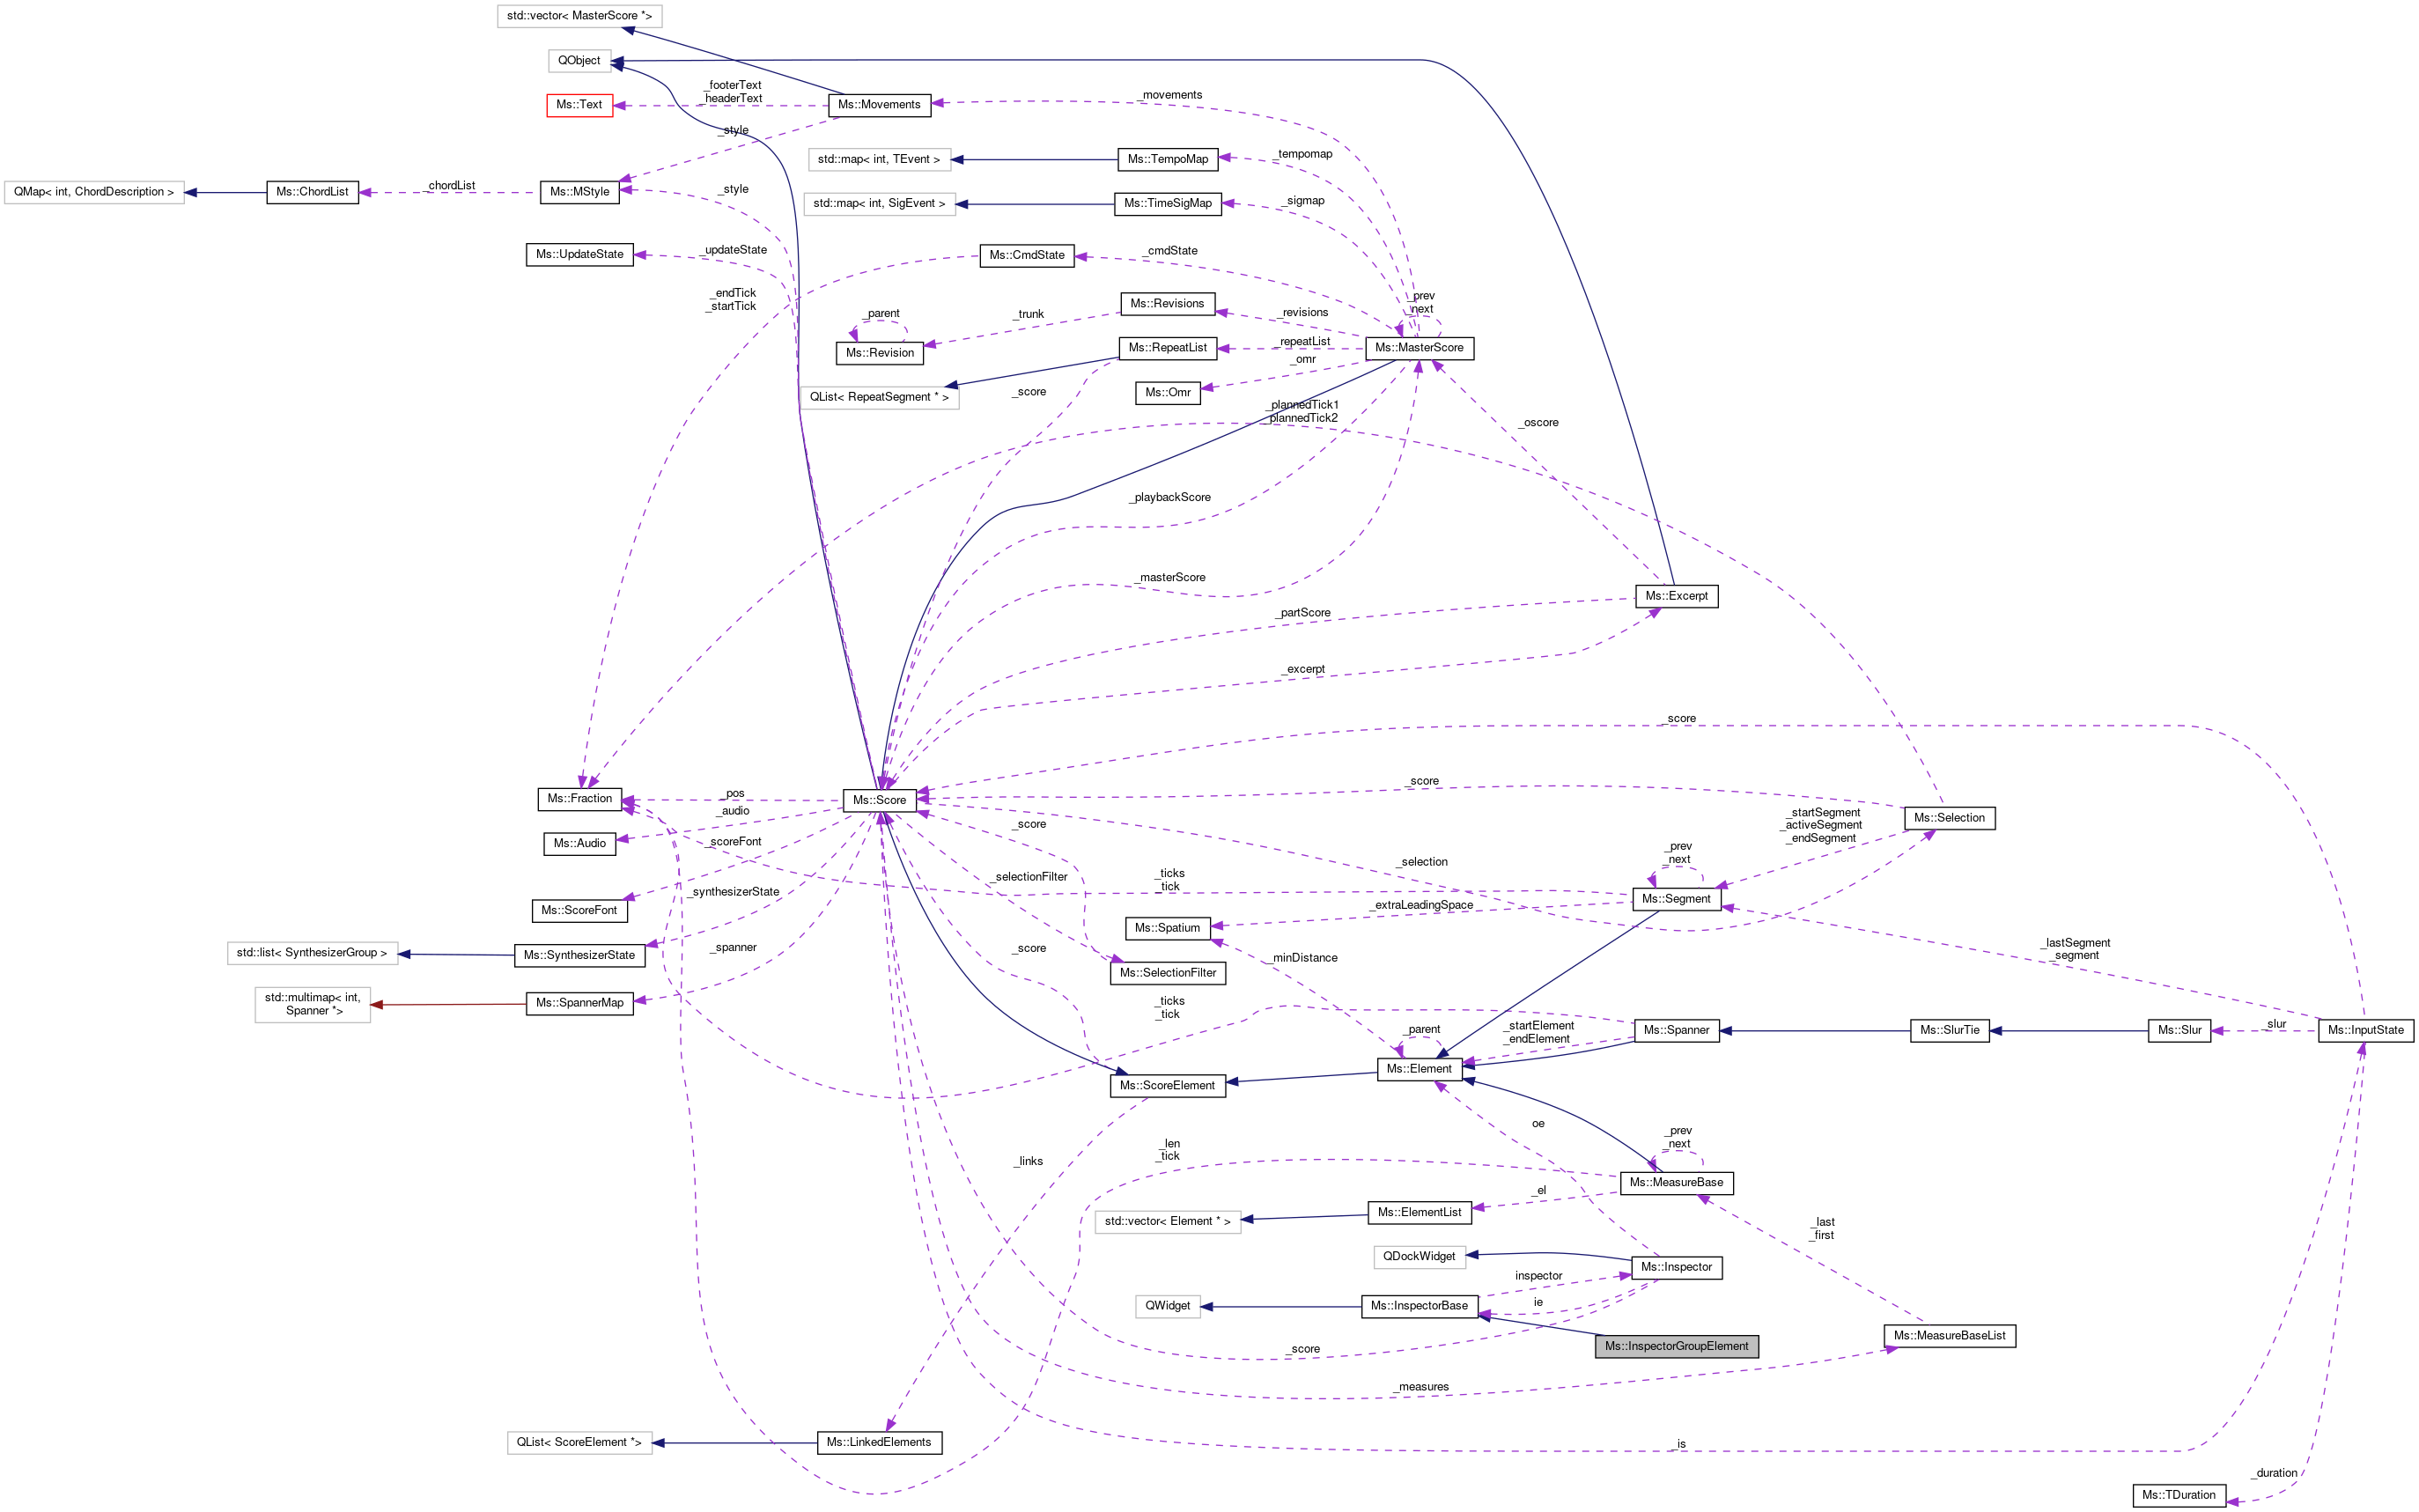 std::vector< MasterScore *>
QObject
_footerText
_headerText
Ms::Text
Ms::Movements
_movements
_style
std::map< int, TEvent >
Ms::TempoMap
_tempomap
QMap< int, ChordDescription >
Ms::ChordList
_chordList
Ms::MStyle
_style
std::map< int, SigEvent >
Ms::TimeSigMap
_sigmap
Ms::UpdateState
_updateState
Ms::CmdState
_cmdState
_endTick
_startTick
_parent
Ms::Revision
_trunk
Ms::Revisions
_revisions
_prev
_next
Ms::RepeatList
_repeatList
Ms::MasterScore
_omr
QList< RepeatSegment * >
_score
Ms::Omr
_plannedTick1
_plannedTick2
_oscore
_playbackScore
_masterScore
Ms::Excerpt
_partScore
_excerpt
_score
Ms::Fraction
_pos
Ms::Score
_score
_audio
Ms::Audio
_scoreFont
_score
_startSegment
_activeSegment
_endSegment
Ms::Selection
_synthesizerState
_selectionFilter
_ticks
_tick
_selection
_prev
_next
Ms::ScoreFont
_extraLeadingSpace
Ms::Segment
Ms::Spatium
std::list< SynthesizerGroup >
Ms::SynthesizerState
_spanner
_score
_minDistance
_lastSegment
_segment
Ms::SelectionFilter
std::multimap< int,
Spanner *>
Ms::SpannerMap
_ticks
_tick
_parent
_startElement
_endElement
Ms::Spanner
Ms::SlurTie
Ms::Slur
_slur
Ms::InputState
Ms::Element
Ms::ScoreElement
oe
_links
_len
_tick
_prev
_next
Ms::MeasureBase
_el
std::vector< Element * >
Ms::ElementList
_last
_first
QDockWidget
Ms::Inspector
inspector
QWidget
Ms::InspectorBase
ie
_score
Ms::InspectorGroupElement
Ms::MeasureBaseList
_measures
QList< ScoreElement *>
Ms::LinkedElements
_is
_duration
Ms::TDuration